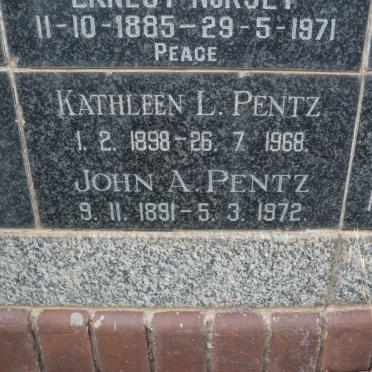 11-10-1885-29-5-1971
PEACE
KATHLEEN L. PENTZ
1. 2. 1898-26. 7. 1968.
JOHN A. PENTZ
9. 11. 1891-5. 3. 1972.